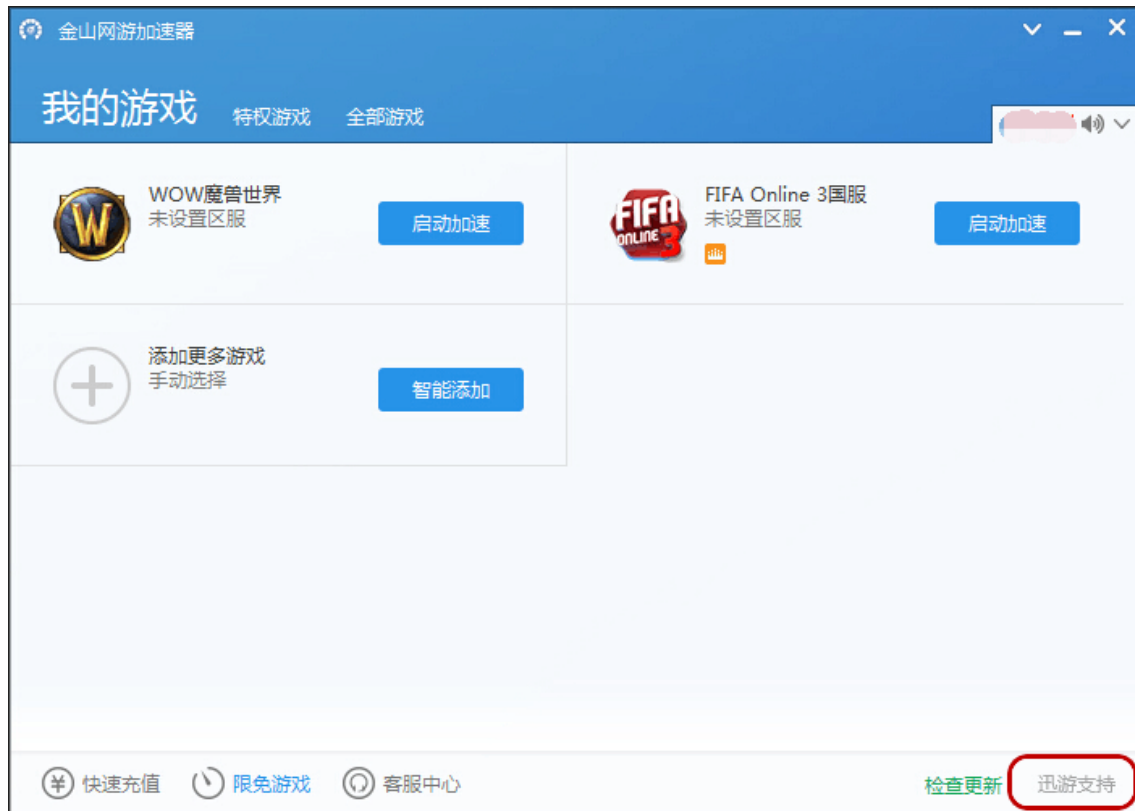 金山网游加速器
我的游戏 特权游戏 全部游戏
WOW魔兽世界
未设置区服
启动加速
FIFA ONLINE 3
FIFA Online 3国服
未设置区服
启动加速
添加更多游戏
手动选择
智能添加
快速充值 限免游戏 客服中心 检查更新 迅游支持